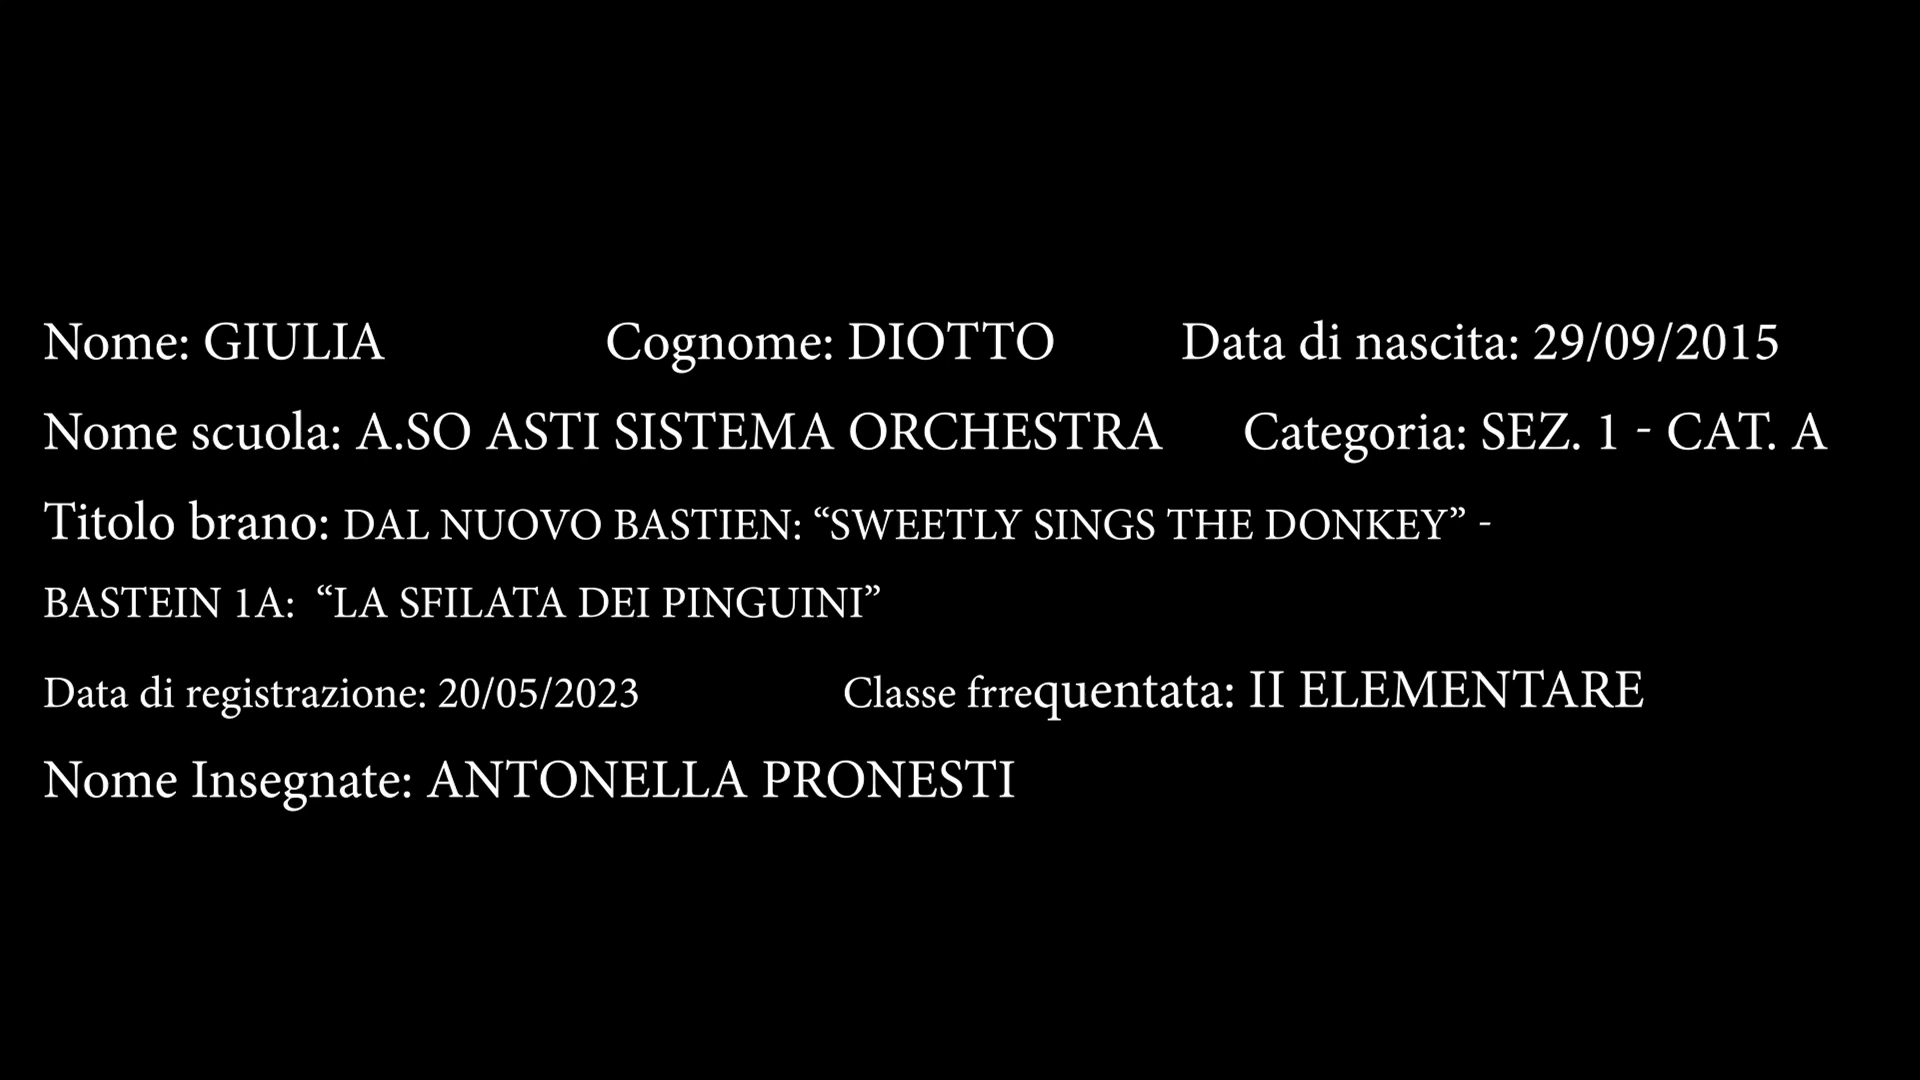 Nome: GIULIA Cognome: DIOTTO Data di nascita: 29/09/2015
Nome scuola: A.SO ASTI SISTEMA ORCHESTRA Categoria: SEZ. 1 - CAT. A
Titolo brano: DAL NUOVO BASTIEN: “SWEETLY SINGS THE DONKEY” -
BASTEIN 1A: “LA SFILATA DEI PINGUINI”
Data di registrazione: 20/05/2023 Classe frrequentata: II ELEMENTARE
Nome Insegnate: ANTONELLA PRONESTI